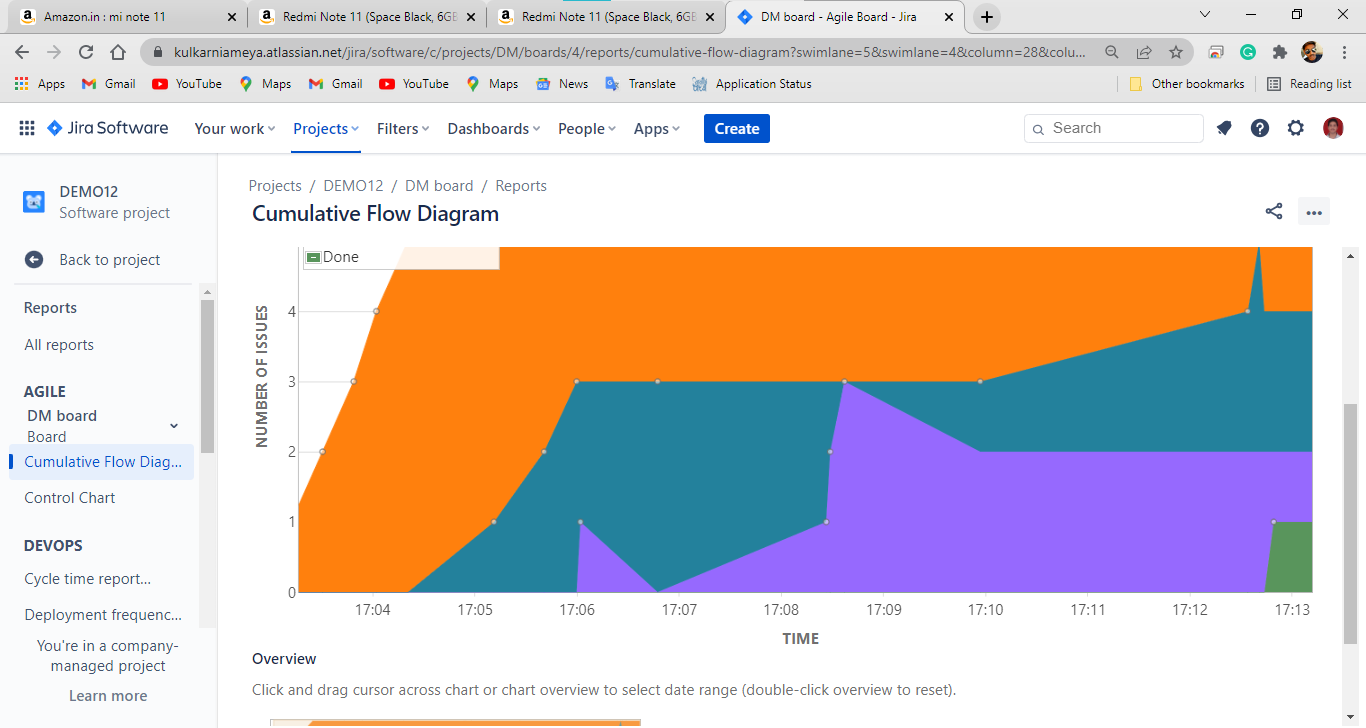 Amazon.in : mi note 11
Redmi Note 11 (Space Black, 6GB
Redmi Note 11 (Space Black, 6GB
DM board - Agile Board - Jira
kulkarniameya.atlassian.net/jira/software/c/projects/DM/boards/4/reports/cumulative-flow-diagram?swimlane=5&swimlane=4&column=28&colu...
Apps
Gmail
YouTube
Maps
Gmail
YouTube
Maps
News
Translate
Application Status
Other bookmarks
Reading list
Jira Software
Your work
Projects
Filters
Dashboards
People
Apps
Create
Search
DEMO12
Software project
Back to project
Reports
All reports
AGILE
DM board
Board
Cumulative Flow Diag...
Control Chart
DEVOPS
Cycle time report...
Deployment frequenc...
You're in a company-
managed project
Learn more
Projects / DEMO12 / DM board / Reports
Cumulative Flow Diagram
Done
NUMBER OF ISSUES
4
3
2
1
0
17:04 17:05 17:06 17:07 17:08 17:09 17:10 17:11 17:12 17:13
TIME
Overview
Click and drag cursor across chart or chart overview to select date range (double-click overview to reset).